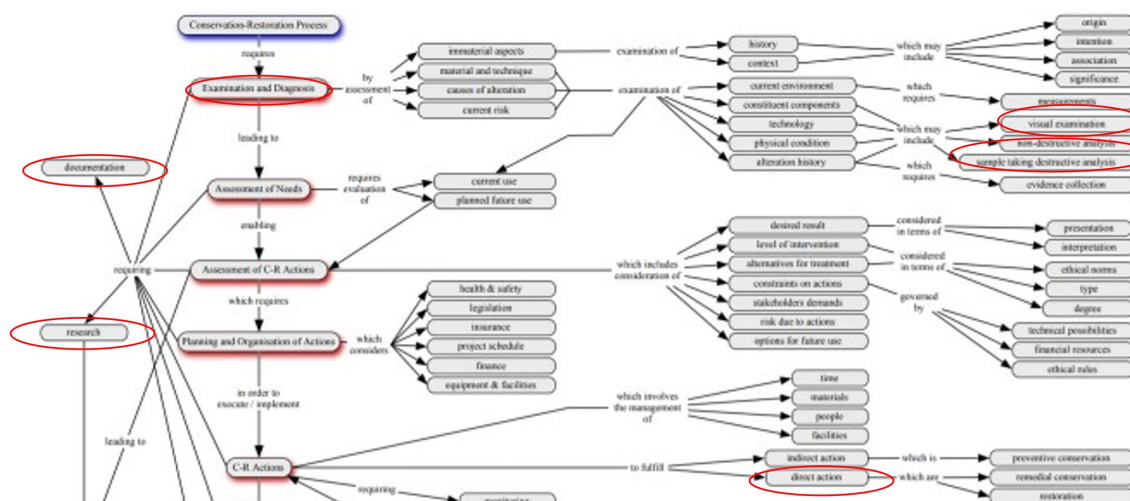 Conservation-Restoration Process
requires
Examination and Diagnosis
by
assessment
of
immaterial aspects
material and technique
causes of alteration
current risk
examination of
history
context
which may
include
origin
intention
association
significance
examination of
current environment
constituent components
technology
physical condition
alteration history
which
requires
measurements
which may
include
visual examination
non-destructive analysis
sample taking destructive analysis
which
requires
evidence collection
leading to
documentation
Assessment of Needs
requires
evaluation
of
current use
planned future use
enabling
requiring
Assessment of C-R Actions
which includes
consideration of
desired result
level of intervention
alternatives for treatment
constraints on actions
stakeholders demands
risk due to actions
options for future use
considered
in terms of
presentation
interpretation
considered
in terms of
ethical norms
type
degree
governed
by
technical possibilities
financial resources
ethical rules
which requires
research
Planning and Organisation of Actions
which
considers
health & safety
legislation
insurance
project schedule
finance
equipment & facilities
in order to
execute / implement
which involves
the management
of
time
materials
people
facilities
leading to
C-R Actions
to fulfill
indirect action
direct action
which is
preventive conservation
which are
remedial conservation
restoration
requiring
monitoring